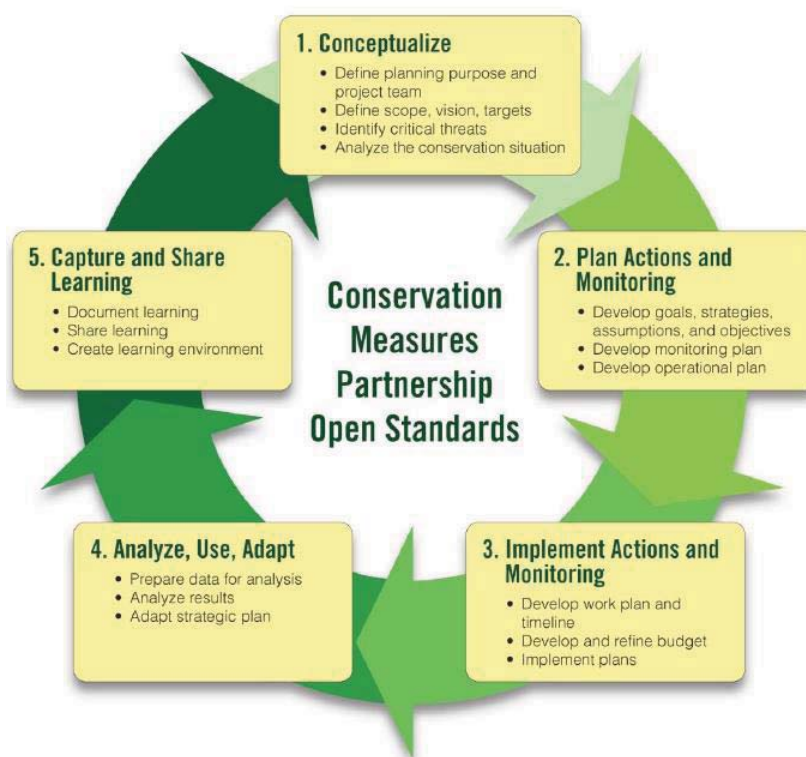 1. Conceptualize
• Define planning purpose and
project team
• Define scope, vision, targets
• Identify critical threats
• Analyze the conservation situation
2. Plan Actions and
Monitoring
• Develop goals, strategies,
assumptions, and objectives
• Develop monitoring plan
• Develop operational plan
3. Implement Actions and
Monitoring
• Develop work plan and
timeline
• Develop and refine budget
• Implement plans
4. Analyze, Use, Adapt
• Prepare data for analysis
• Analyze results
• Adapt strategic plan
5. Capture and Share
Learning
• Document learning
• Share learning
• Create learning environment
Conservation
Measures
Partnership
Open Standards